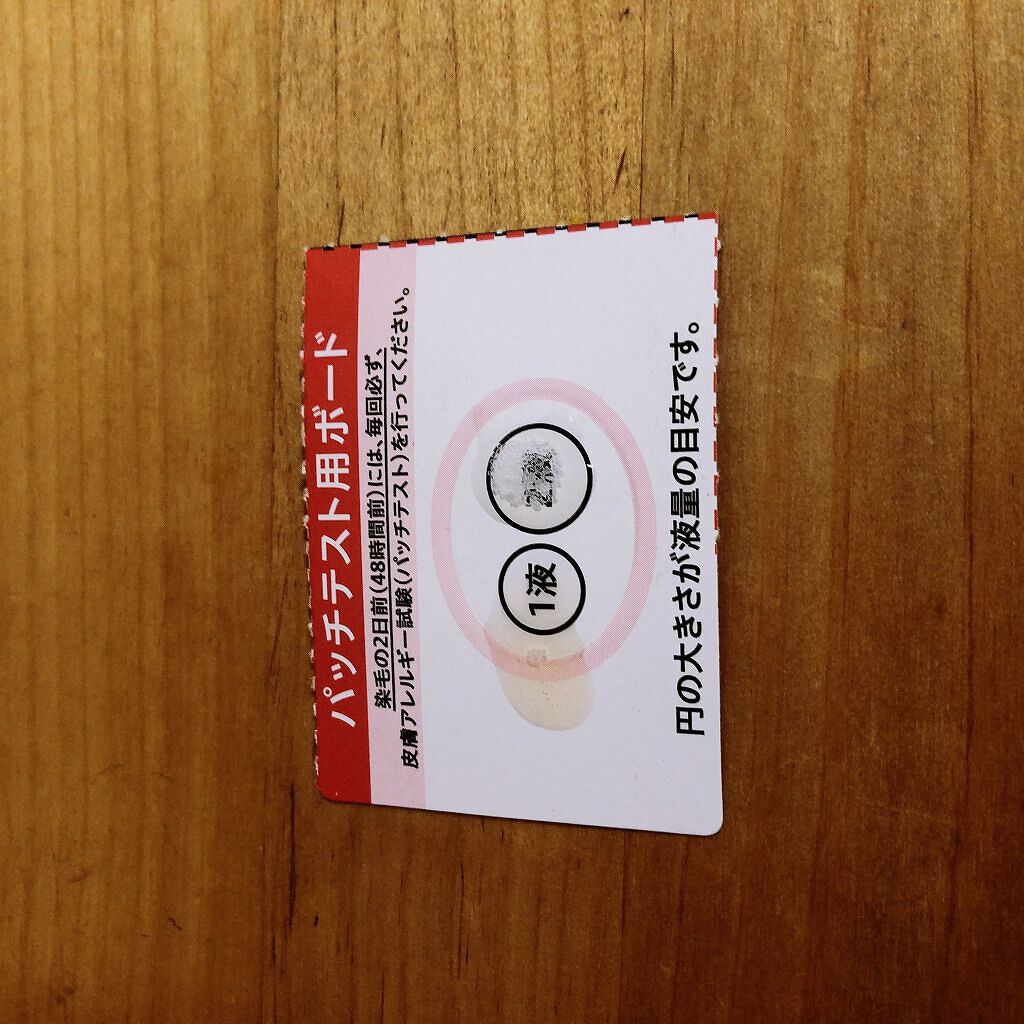 パッチテスト用ボード
染毛の2日前(48時間前)には、毎回必ず、
皮膚アレルギー試験(パッチテスト)を行ってください。
1液
2液
円の大きさが液量の目安です。